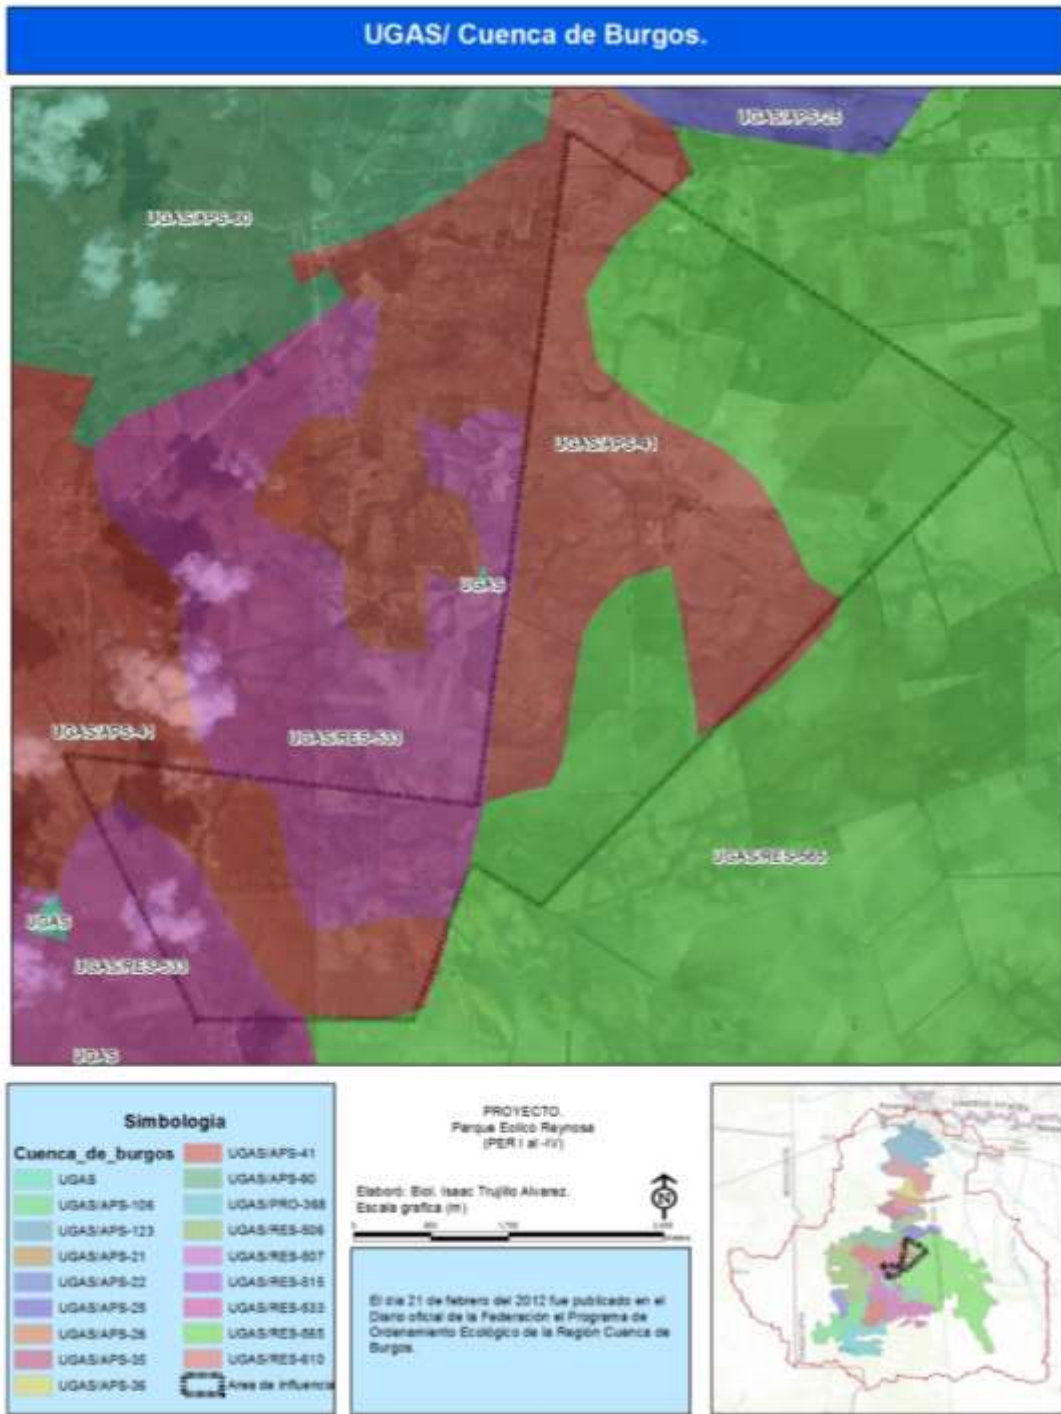 UGAS/ Cuenca de Burgos.
UGAS/APS-25
UGAS/APS-60
UGAS/APS-41
UGAS
UGAS/APS-41
UGAS/RES-533
UGAS/RES-565
UGAS
UGAS/RES-533
UGAS
Simbologia
Cuenca_de_burgos
UGAS
UGAS/APS-106
UGAS/APS-123
UGAS/APS-21
UGAS/APS-22
UGAS/APS-25
UGAS/APS-26
UGAS/APS-35
UGAS/APS-36
UGAS/APS-41
UGAS/APS-60
UGAS/PRO-368
UGAS/RES-506
UGAS/RES-507
UGAS/RES-515
UGAS/RES-533
UGAS/RES-565
UGAS/RES-610
Area de influencia
PROYECTO.
Parque Eolico Reynosa
(PER I al -IV)
Elaboró: Biol. Isaac Trujillo Alvarez.
Escala grafica (m)
N
El día 21 de febrero del 2012 fue publicado en el
Diario oficial de la Federación el Programa de
Ordenamiento Ecológico de la Región Cuenca de
Burgos.